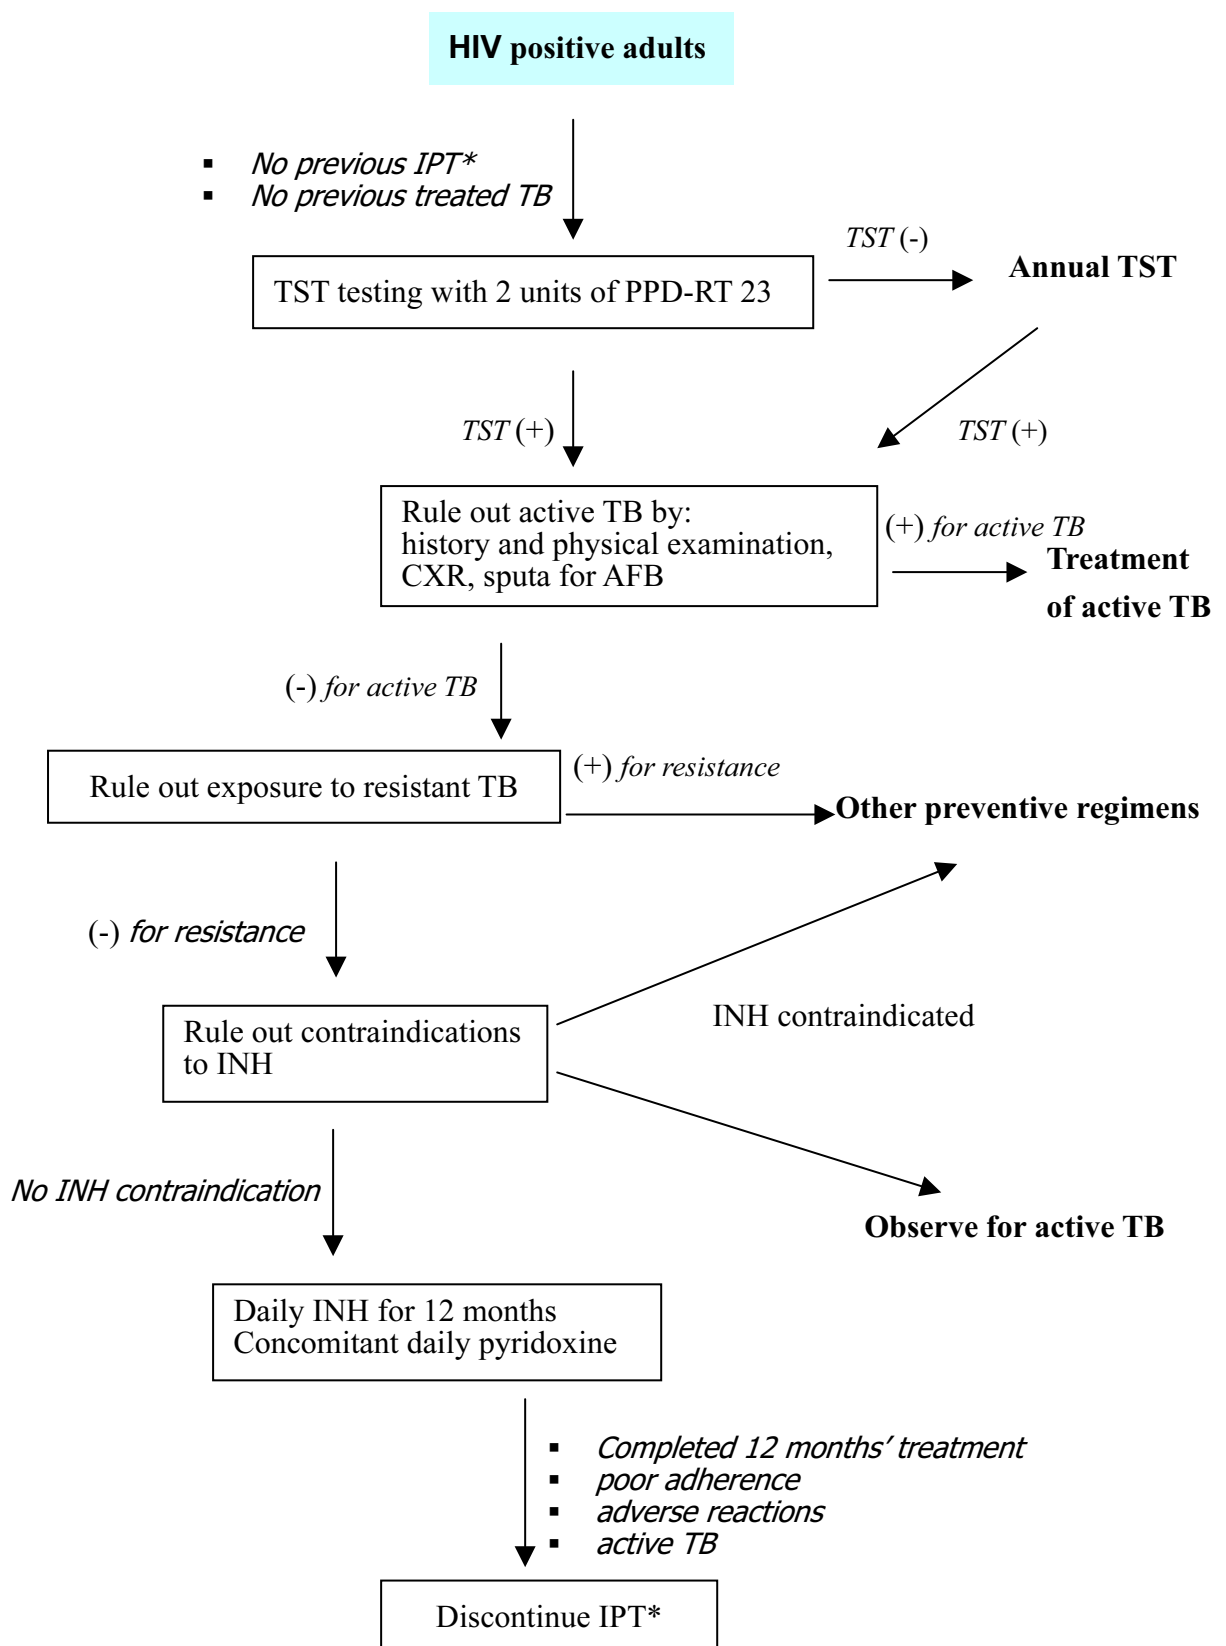 HIV positive adults
▪ No previous IPT*
▪ No previous treated TB
TST (-)
Annual TST
TST testing with 2 units of PPD-RT 23
TST (+)
TST (+)
Rule out active TB by:
history and physical examination,
CXR, sputa for AFB
(+) for active TB
Treatment
of active TB
(-) for active TB
Rule out exposure to resistant TB
(+) for resistance
Other preventive regimens
(-) for resistance
Rule out contraindications
to INH
INH contraindicated
No INH contraindication
Observe for active TB
Daily INH for 12 months
Concomitant daily pyridoxine
▪ Completed 12 months’ treatment
▪ poor adherence
▪ adverse reactions
▪ active TB
Discontinue IPT*